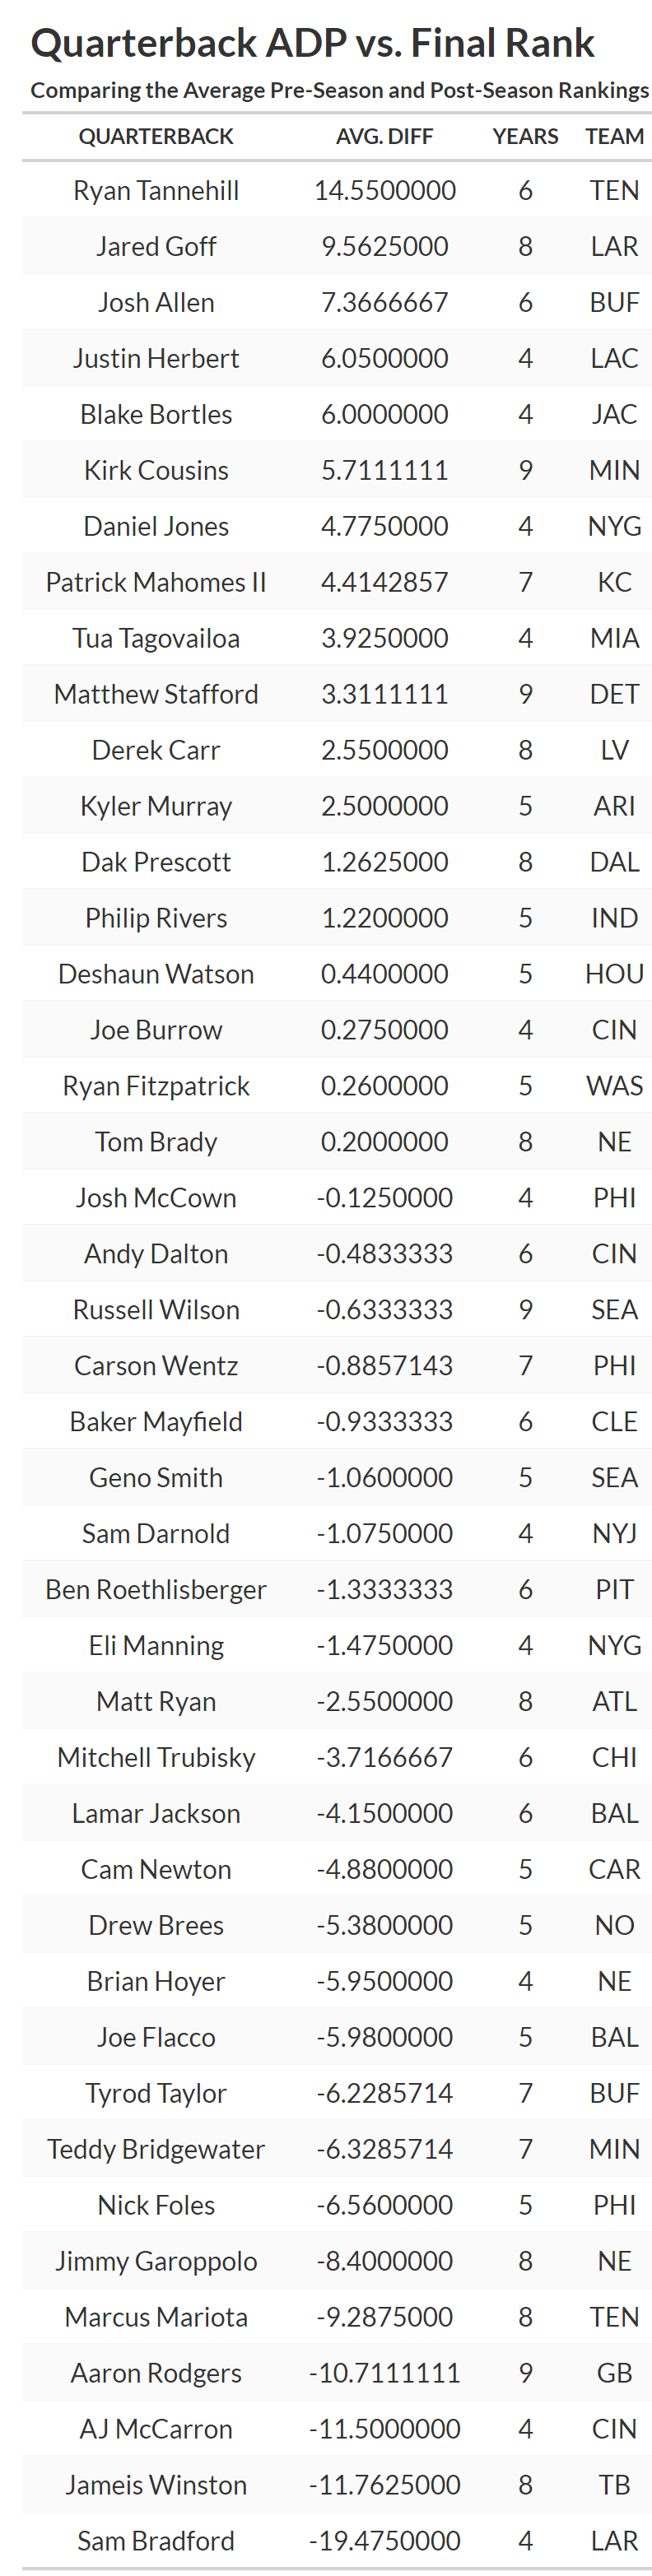 Quarterback ADP vs. Final Rank
Comparing the Average Pre-Season and Post-Season Rankings
QUARTERBACK AVG. DIFF YEARS TEAM
Ryan Tannehill 14.5500000 6 TEN
Jared Goff 9.5625000 8 LAR
Josh Allen 7.3666667 6 BUF
Justin Herbert 6.0500000 4 LAC
Blake Bortles 6.0000000 4 JAC
Kirk Cousins 5.7111111 9 MIN
Daniel Jones 4.7750000 4 NYG
Patrick Mahomes II 4.4142857 7 KC
Tua Tagovailoa 3.9250000 4 MIA
Matthew Stafford 3.3111111 9 DET
Derek Carr 2.5500000 8 LV
Kyler Murray 2.5000000 5 ARI
Dak Prescott 1.2625000 8 DAL
Philip Rivers 1.2200000 5 IND
Deshaun Watson 0.4400000 5 HOU
Joe Burrow 0.2750000 4 CIN
Ryan Fitzpatrick 0.2600000 5 WAS
Tom Brady 0.2000000 8 NE
Josh McCown -0.1250000 4 PHI
Andy Dalton -0.4833333 6 CIN
Russell Wilson -0.6333333 9 SEA
Carson Wentz -0.8857143 7 PHI
Baker Mayfield -0.9333333 6 CLE
Geno Smith -1.0600000 5 SEA
Sam Darnold -1.0750000 4 NYJ
Ben Roethlisberger -1.3333333 6 PIT
Eli Manning -1.4750000 4 NYG
Matt Ryan -2.5500000 8 ATL
Mitchell Trubisky -3.7166667 6 CHI
Lamar Jackson -4.1500000 6 BAL
Cam Newton -4.8800000 5 CAR
Drew Brees -5.3800000 5 NO
Brian Hoyer -5.9500000 4 NE
Joe Flacco -5.9800000 5 BAL
Tyrod Taylor -6.2285714 7 BUF
Teddy Bridgewater -6.3285714 7 MIN
Nick Foles -6.5600000 5 PHI
Jimmy Garoppolo -8.4000000 8 NE
Marcus Mariota -9.2875000 8 TEN
Aaron Rodgers -10.7111111 9 GB
AJ McCarron -11.5000000 4 CIN
Jameis Winston -11.7625000 8 TB
Sam Bradford -19.4750000 4 LAR